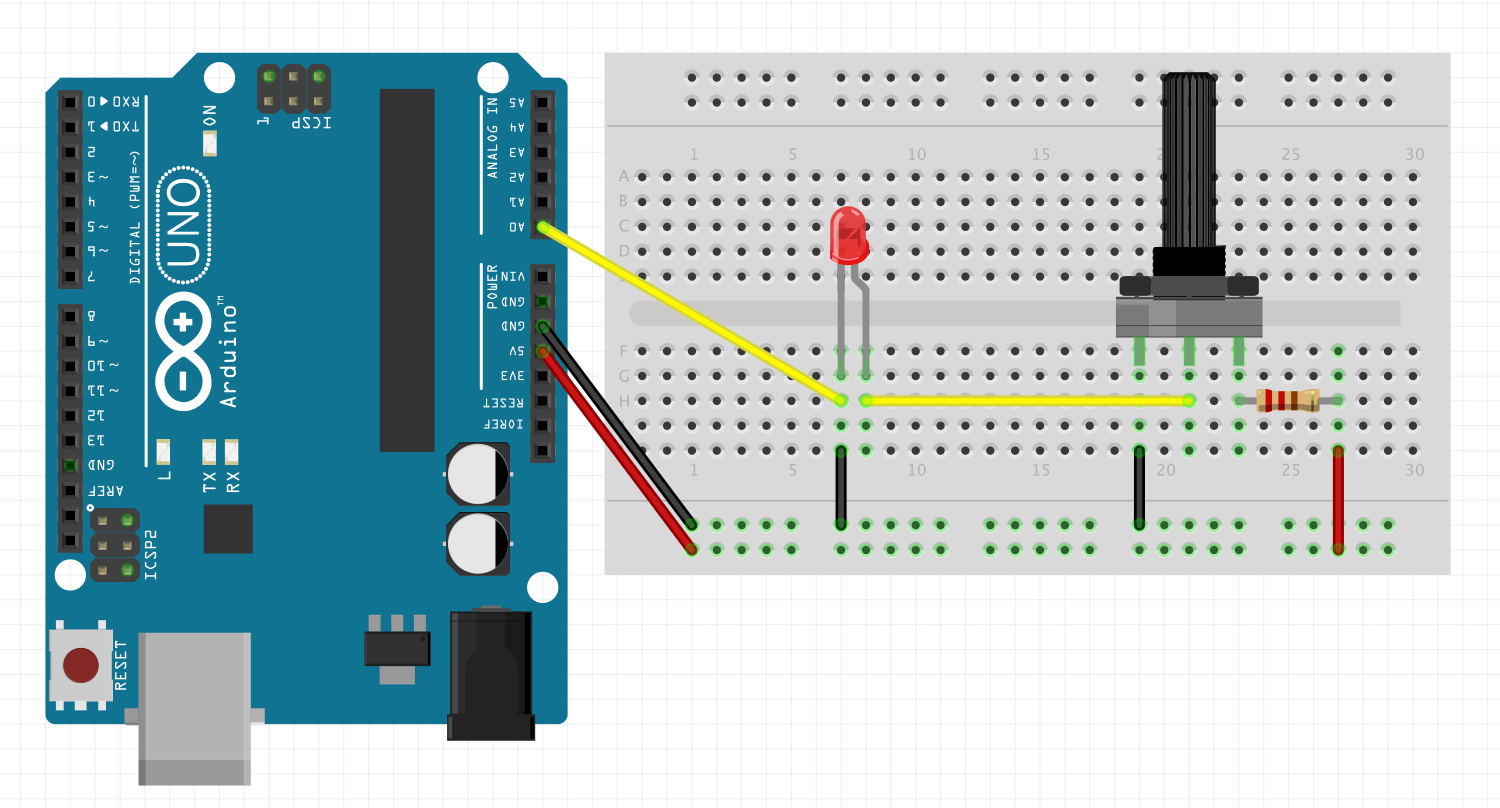 RX0 ◄ 0
TX0 ► 1
2
~ 3
4
~ 5
~ 6
7
DIGITAL (PWM=~)
8
~ 9
~ 10
~ 11
12
13
GND
AREF
ON
1
ICSP
UNO
Arduino™
L
TX
RX
ICSP2
RESET
ANALOG IN
A5
A4
A3
A2
A1
A0
POWER
VIN
GND
GND
5V
3V3
RESET
IOREF
1 5 10 15 2 25 30
A
B
C
D
F
G
H
1 5 10 15 20 25 30